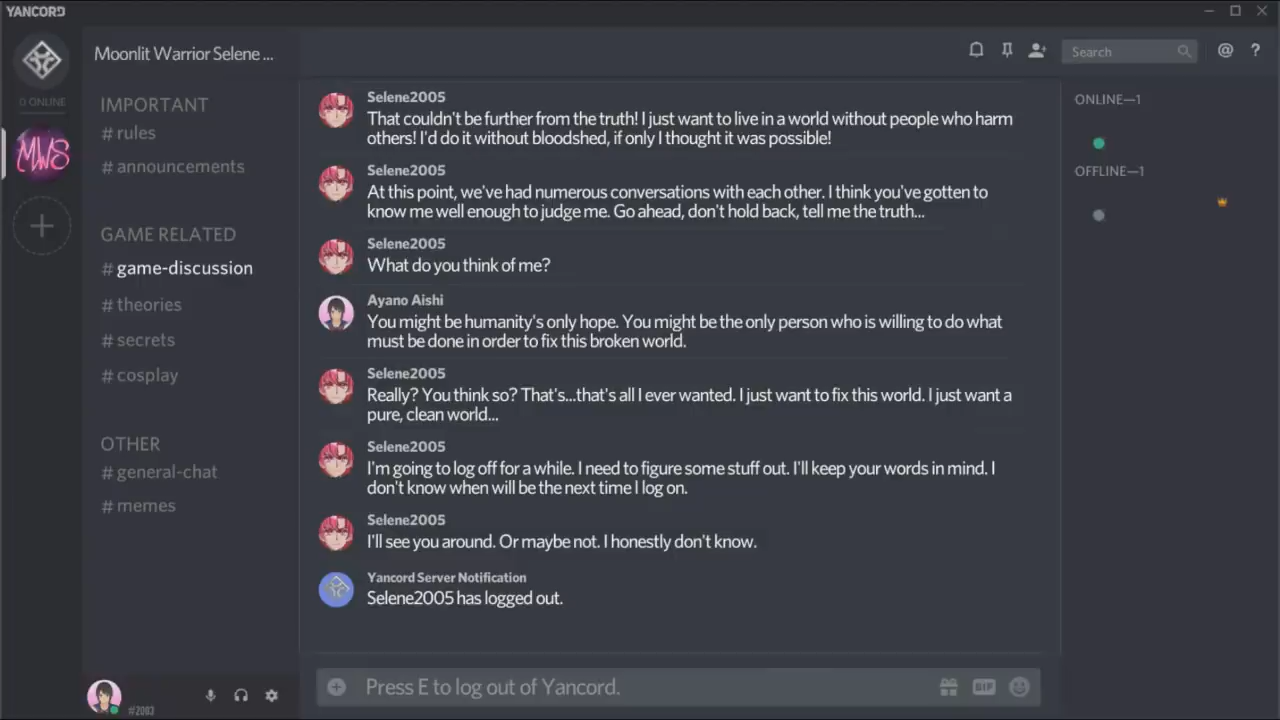 YANCORD
Moonlit Warrior Selene ...
Search
@
?
0 ONLINE
MWS
IMPORTANT
# rules
# announcements
GAME RELATED
# game-discussion
# theories
# secrets
# cosplay
OTHER
# general-chat
# memes
#2003
Selene2005
That couldn't be further from the truth! I just want to live in a world without people who harm
others! I'd do it without bloodshed, if only I thought it was possible!
Selene2005
At this point, we've had numerous conversations with each other. I think you've gotten to
know me well enough to judge me. Go ahead, don't hold back, tell me the truth...
Selene2005
What do you think of me?
Ayano Aishi
You might be humanity's only hope. You might be the only person who is willing to do what
must be done in order to fix this broken world.
Selene2005
Really? You think so? That's...that's all I ever wanted. I just want to fix this world. I just want a
pure, clean world...
Selene2005
I'm going to log off for a while. I need to figure some stuff out. I'll keep your words in mind. I
don't know when will be the next time I log on.
Selene2005
I'll see you around. Or maybe not. I honestly don't know.
Yancord Server Notification
Selene2005 has logged out.
Press E to log out of Yancord.
GIF
ONLINE—1
OFFLINE—1